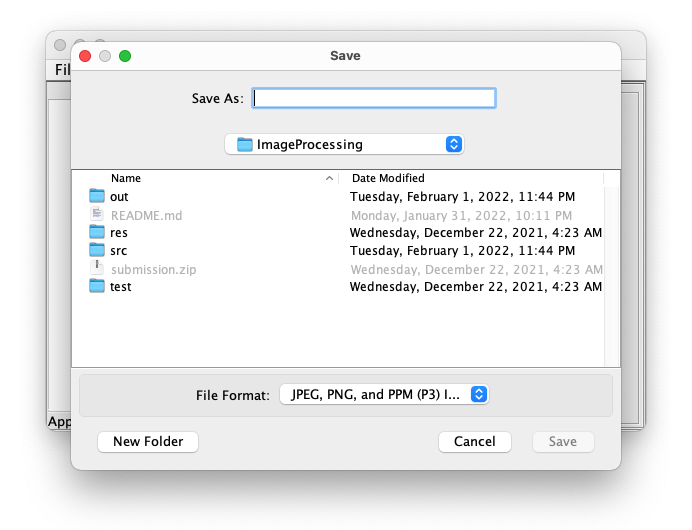 Save
Fil
Save As:
ImageProcessing
Name Date Modified
out Tuesday, February 1, 2022, 11:44 PM
README.md Monday, January 31, 2022, 10:11 PM
res Wednesday, December 22, 2021, 4:23 AM
src Tuesday, February 1, 2022, 11:44 PM
submission.zip Wednesday, December 22, 2021, 4:23 AM
test Wednesday, December 22, 2021, 4:23 AM
File Format: JPEG, PNG, and PPM (P3) I...
App
New Folder Cancel Save